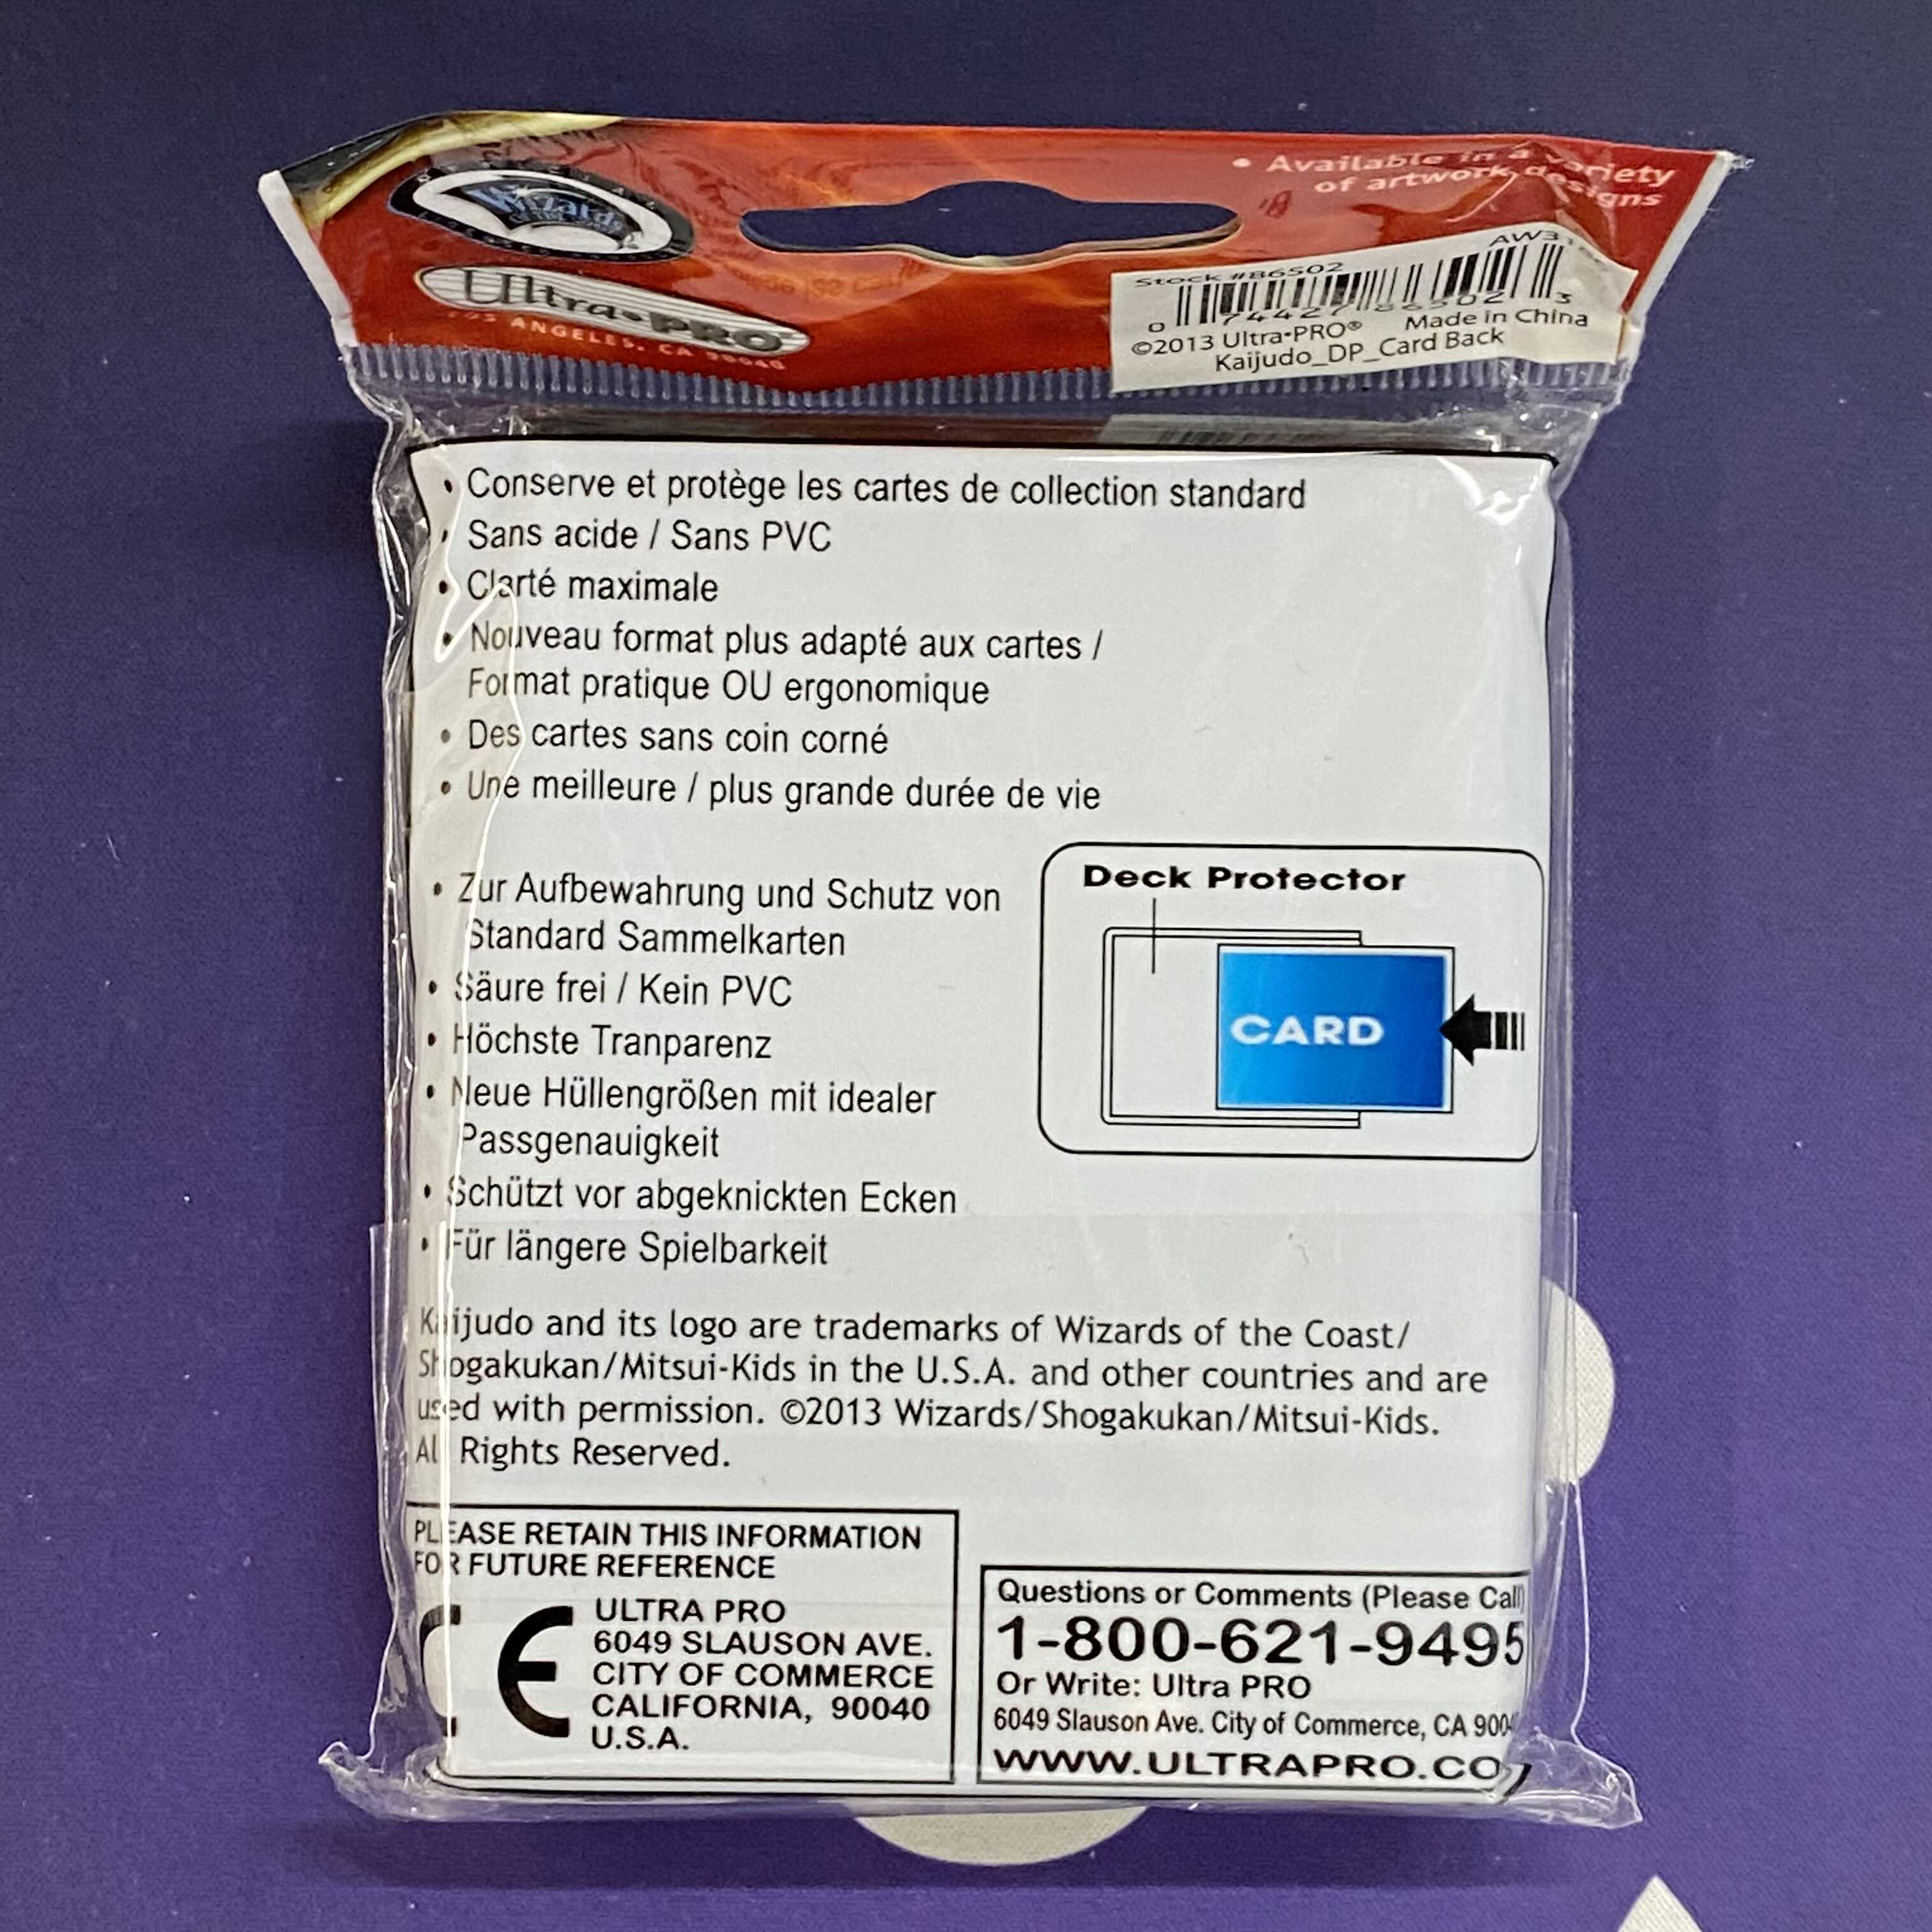 Wizards
Ultra•PRO
LOS ANGELES, CA 90040
• Available in a variety
of artwork designs
Stock #86502
0 74427 86502 3
©2013 Ultra•PRO® Made in China
Kaijudo_DP_Card Back
• Conserve et protège les cartes de collection standard
• Sans acide / Sans PVC
• Clarté maximale
• Nouveau format plus adapté aux cartes /
Format pratique OU ergonomique
• Des cartes sans coin corné
• Une meilleure / plus grande durée de vie
• Zur Aufbewahrung und Schutz von
Standard Sammelkarten
• Säure frei / Kein PVC
• Höchste Tranparenz
• Neue Hüllengrößen mit idealer
Passgenauigkeit
• Schützt vor abgeknickten Ecken
• Für längere Spielbarkeit
Deck Protector
CARD
Kaijudo and its logo are trademarks of Wizards of the Coast/
Shogakukan/Mitsui-Kids in the U.S.A. and other countries and are
used with permission. ©2013 Wizards/Shogakukan/Mitsui-Kids.
All Rights Reserved.
PLEASE RETAIN THIS INFORMATION
FOR FUTURE REFERENCE
CE
ULTRA PRO
6049 SLAUSON AVE.
CITY OF COMMERCE
CALIFORNIA, 90040
U.S.A.
Questions or Comments (Please Call)
1-800-621-9495
Or Write: Ultra PRO
6049 Slauson Ave. City of Commerce, CA 9004
WWW.ULTRAPRO.CO